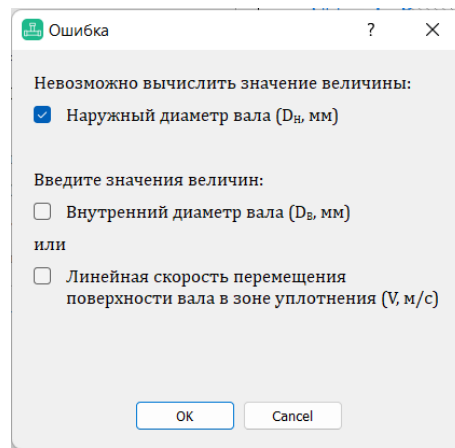 Ошибка
?
Невозможно вычислить значение величины:
Наружный диаметр вала (Dн, мм)
Введите значения величин:
Внутренний диаметр вала (Dв, мм)
или
Линейная скорость перемещения
поверхности вала в зоне уплотнения (V, м/с)
OK
Cancel